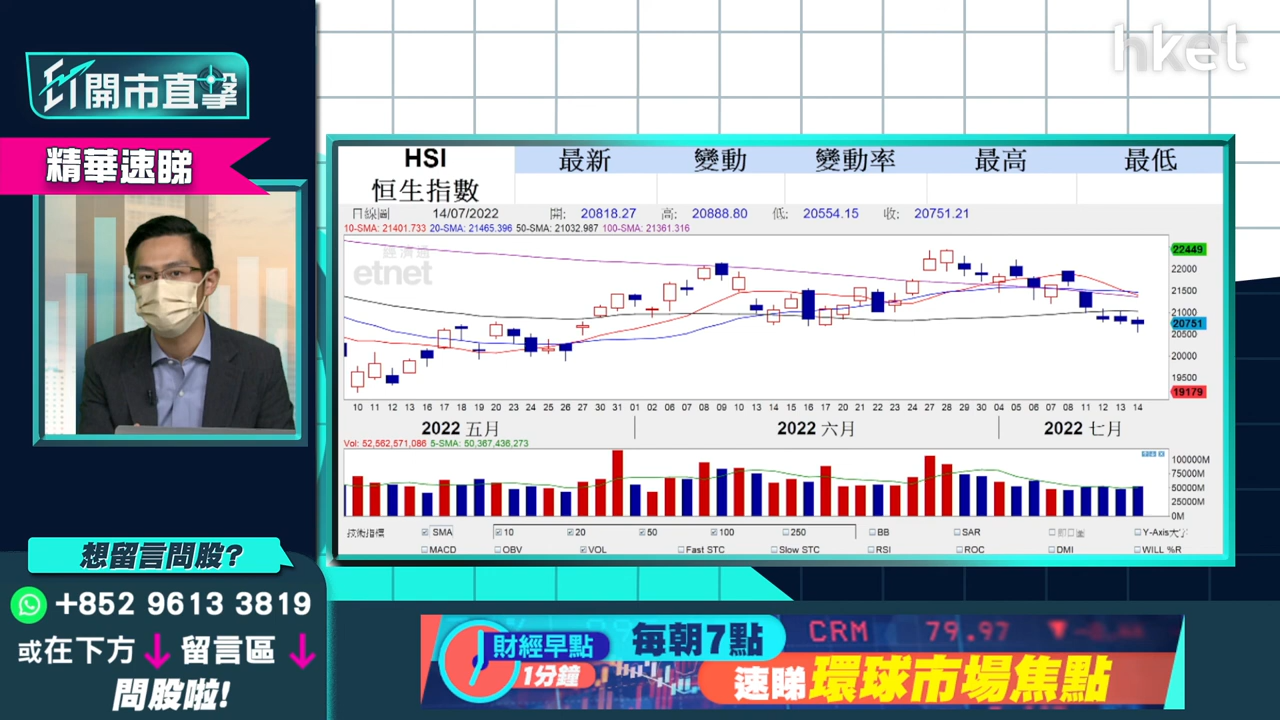 hket
開市直擊
精華速睇
HSI 最新 變動 變動率 最高 最低
恒生指數
日線圖 14/07/2022 開: 20818.27 高: 20888.80 低: 20554.15 收: 20751.21
10-SMA: 21401.733 20-SMA: 21465.396 50-SMA: 21032.987 100-SMA: 21361.316
經濟通
etnet
22449
22000
21500
21000
20751
20500
20000
19500
19179
10 11 12 13 16 17 18 19 20 23 24 25 26 27 30 31 01 02 06 07 08 09 10 13 14 15 16 17 20 21 22 23 24 27 28 29 30 04 05 06 07 08 11 12 13 14
2022 五月 2022 六月 2022 七月
Vol: 52,562,571,086 5-SMA: 50,367,436,273
100000M
75000M
50000M
25000M
0M
技術指標 SMA 10 20 50 100 250 BB SAR Y-Axis大字
MACD OBV VOL Fast STC Slow STC RSI ROC DMI WILL %R
想留言問股?
+852 9613 3819
或在下方 留言區
問股啦!
財經早點
1分鐘
每朝7點
速睇環球市場焦點
CRM 79.97